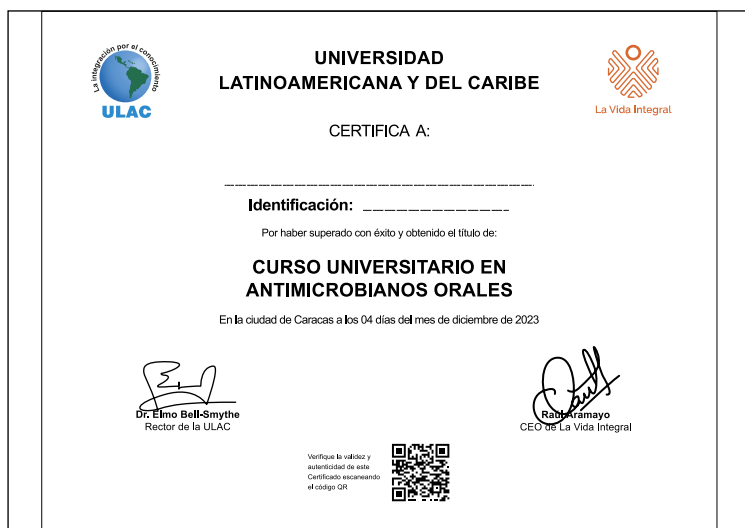 La integración por el conocimiento
ULAC
UNIVERSIDAD
LATINOAMERICANA Y DEL CARIBE
La Vida Integral
CERTIFICA A:
Identificación:
Por haber superado con éxito y obtenido el título de:
CURSO UNIVERSITARIO EN
ANTIMICROBIANOS ORALES
En la ciudad de Caracas a los 04 días del mes de diciembre de 2023
Dr. Elmo Bell-Smythe
Rector de la ULAC
Raúl Aramayo
CEO de La Vida Integral
Verifique la validez y
autenticidad de este
Certificado escaneando
el código QR